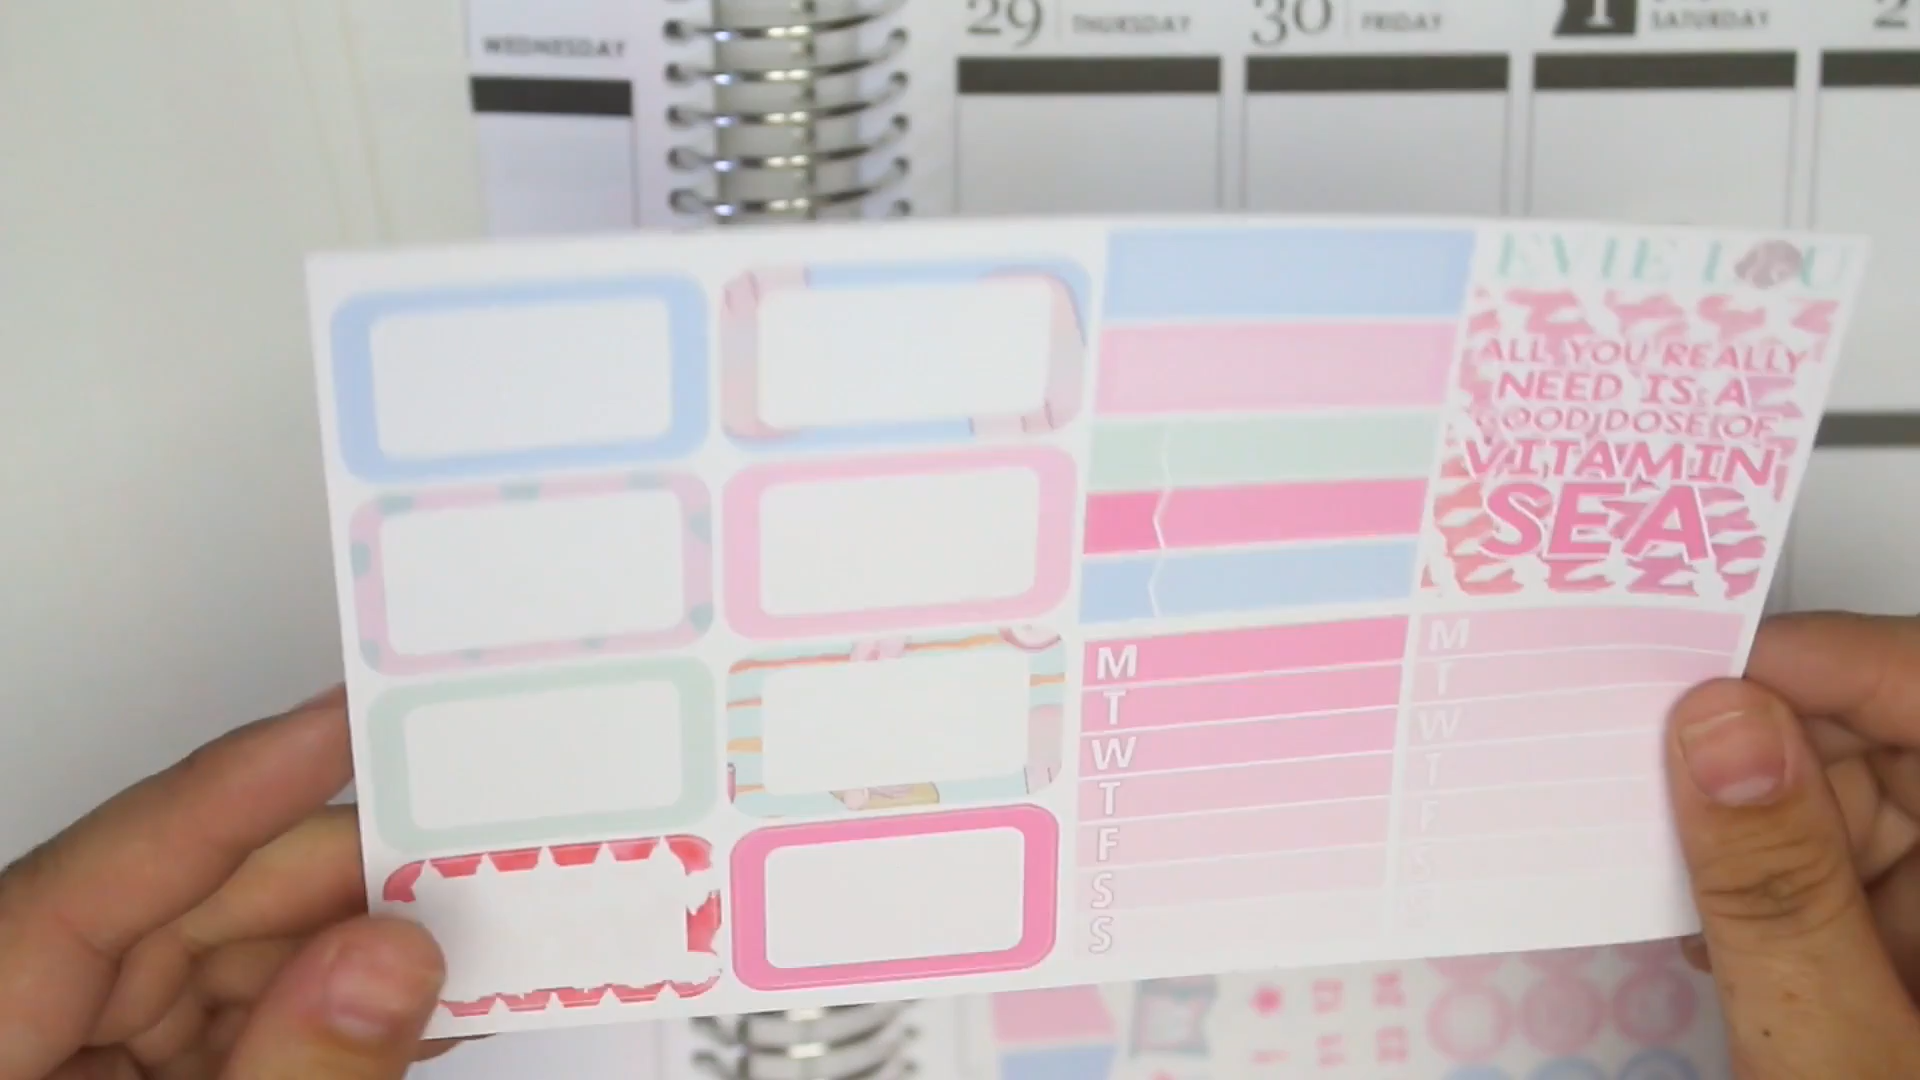 WEDNESDAY
29 THURSDAY
30 FRIDAY
1 SATURDAY
2
EVIE LOU
ALL YOU REALLY
NEED IS A
GOOD DOSE OF
VITAMIN
SEA
M
T
W
T
F
S
S
M
T
W
T
F
S
S